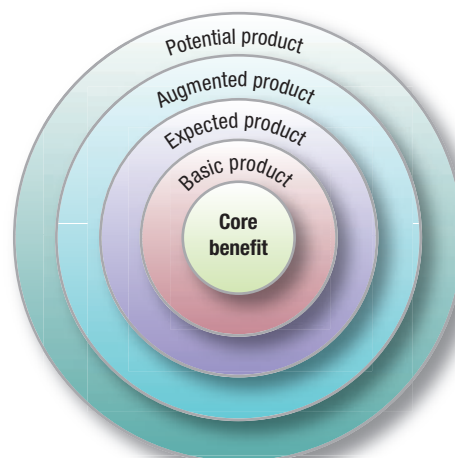 Potential product
Augmented product
Expected product
Basic product
Core
benefit